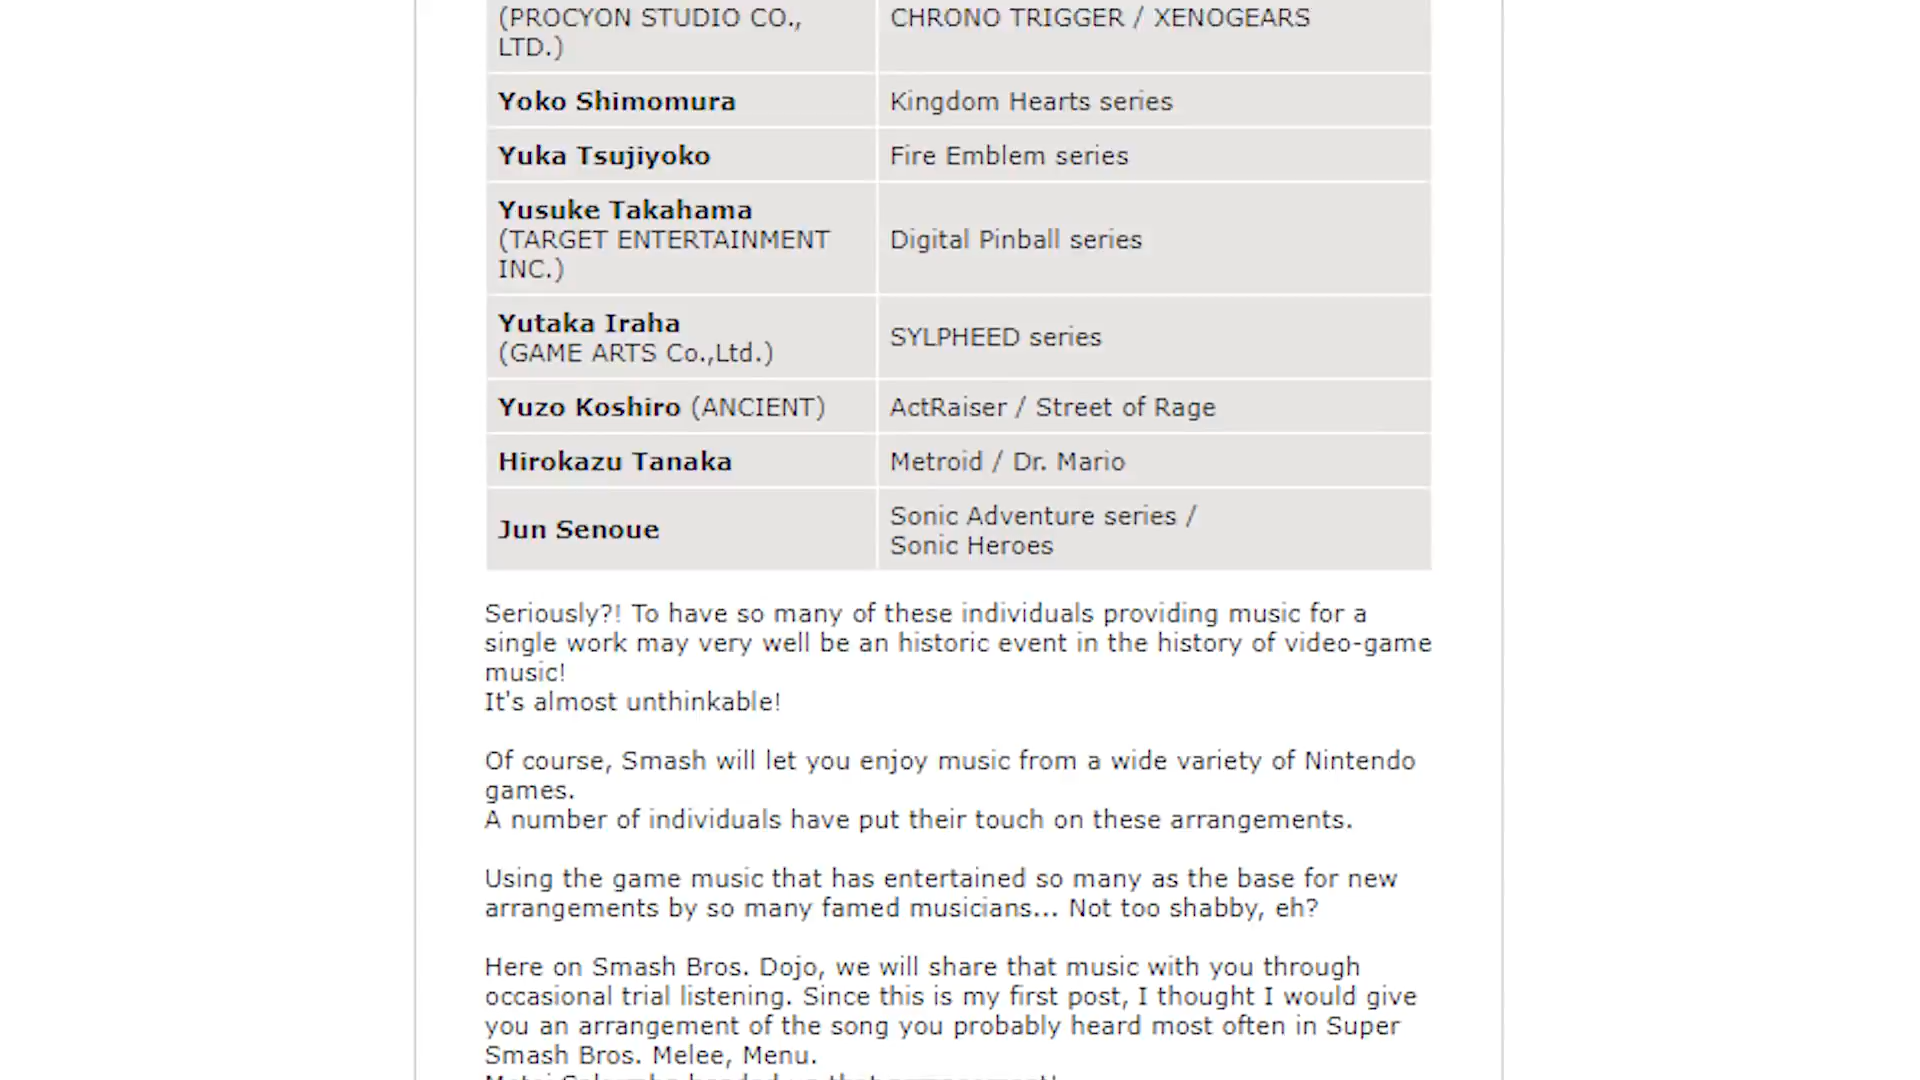 (PROCYON STUDIO CO., LTD.)
CHRONO TRIGGER / XENOGEARS
Yoko Shimomura
Kingdom Hearts series
Yuka Tsujiyoko
Fire Emblem series
Yusuke Takahama
(TARGET ENTERTAINMENT
INC.)
Digital Pinball series
Yutaka Iraha
(GAME ARTS Co.,Ltd.)
SYLPHEED series
Yuzo Koshiro (ANCIENT)
ActRaiser / Street of Rage
Hirokazu Tanaka
Metroid / Dr. Mario
Jun Senoue
Sonic Adventure series /
Sonic Heroes
Seriously?! To have so many of these individuals providing music for a
single work may very well be an historic event in the history of video-game
music!
It's almost unthinkable!
Of course, Smash will let you enjoy music from a wide variety of Nintendo
games.
A number of individuals have put their touch on these arrangements.
Using the game music that has entertained so many as the base for new
arrangements by so many famed musicians... Not too shabby, eh?
Here on Smash Bros. Dojo, we will share that music with you through
occasional trial listening. Since this is my first post, I thought I would give
you an arrangement of the song you probably heard most often in Super
Smash Bros. Melee, Menu.